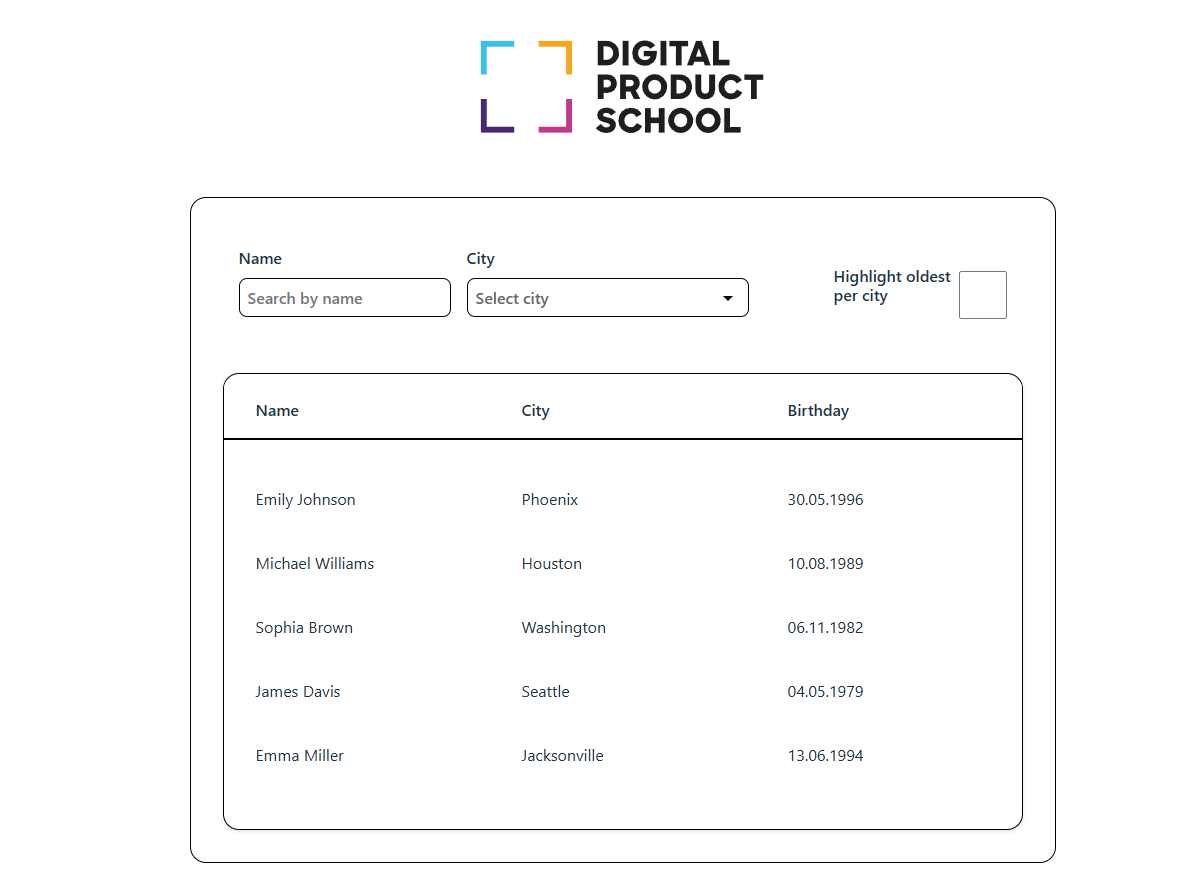 DIGITAL
PRODUCT
SCHOOL
Name
City
Highlight oldest
per city
Search by name
Select city
Name City Birthday
Emily Johnson Phoenix 30.05.1996
Michael Williams Houston 10.08.1989
Sophia Brown Washington 06.11.1982
James Davis Seattle 04.05.1979
Emma Miller Jacksonville 13.06.1994